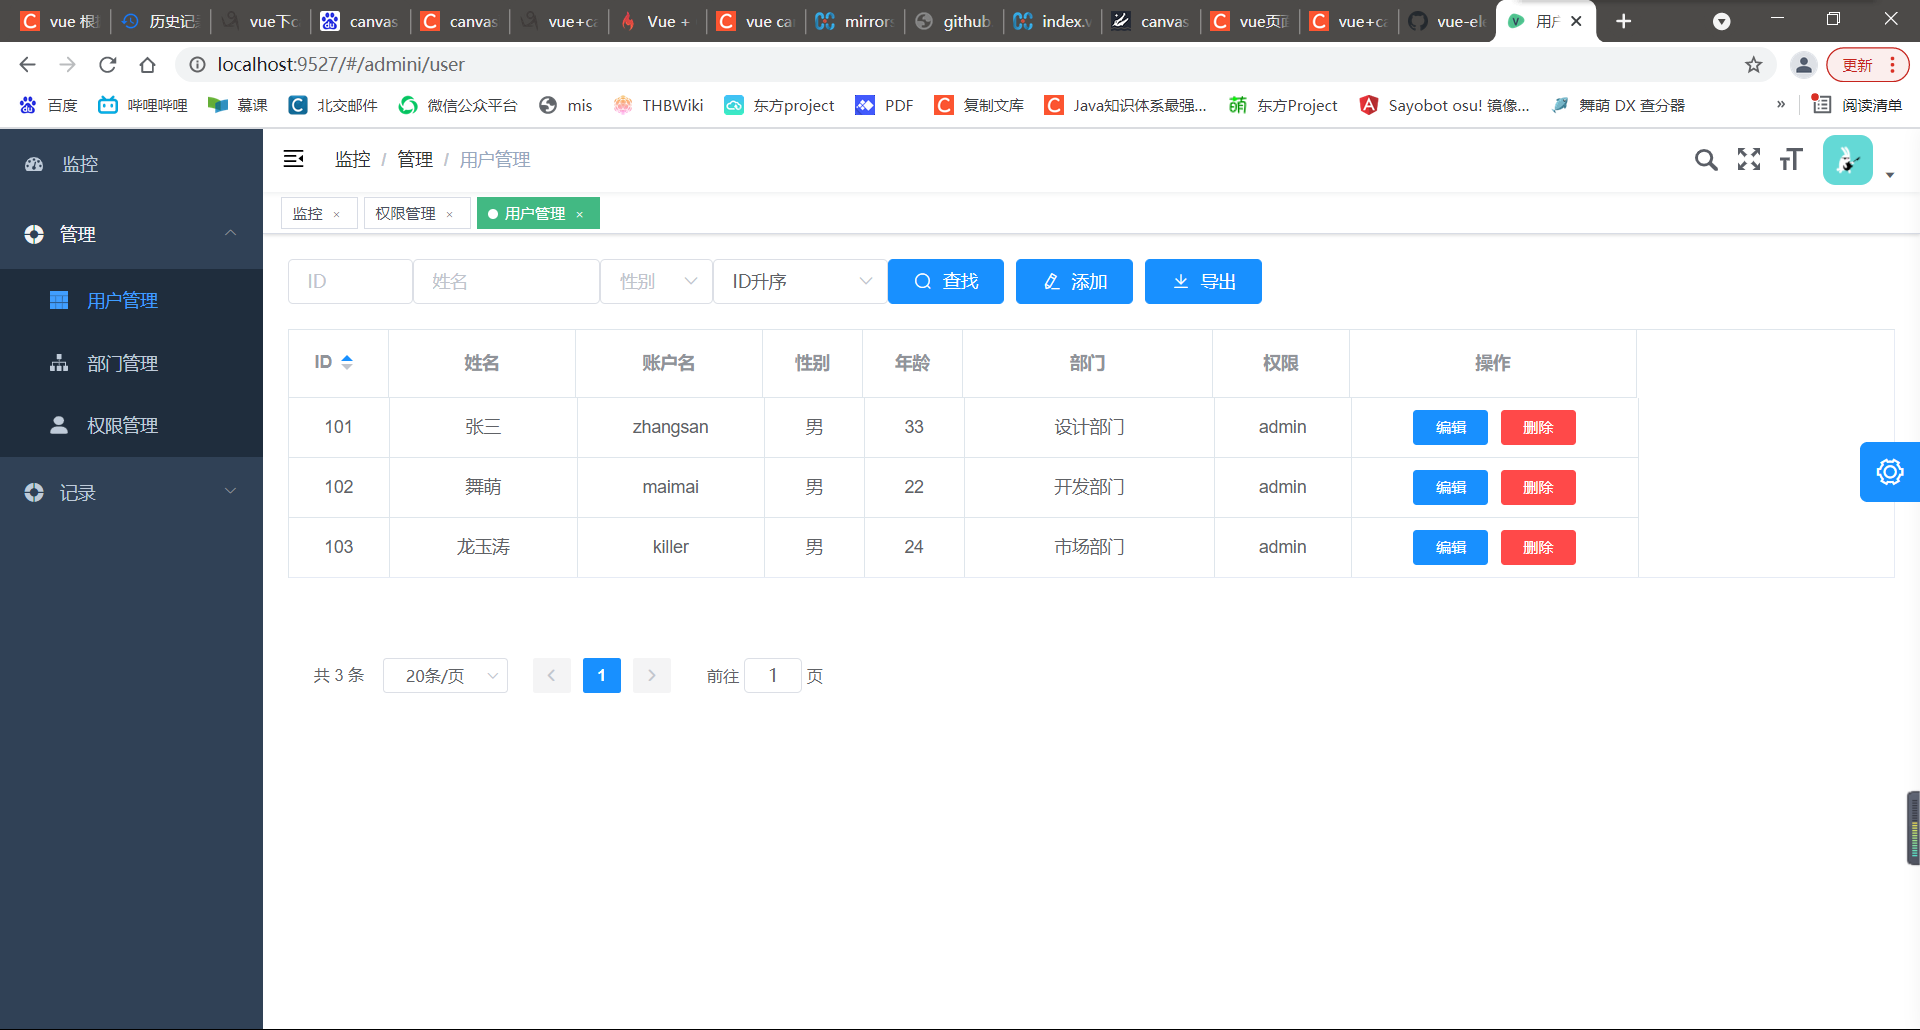 vue 根 历史记 vue下c canvas canvas vue+ca Vue + vue ca mirror github index.v canvas vue页 vue+ca vue-ele 用户
localhost:9527/#/admini/user 更新
百度 哔哩哔哩 慕课 北交邮件 微信公众平台 mis THBWiki 东方project PDF 复制文库 Java知识体系最强... 东方Project Sayobot osu! 镜像... 舞萌 DX 查分器 » 阅读清单
监控 监控 / 管理 / 用户管理
监控 × 权限管理 × 用户管理 ×
管理
ID 姓名 性别 ID升序 查找 添加 导出
用户管理
ID 姓名 账户名 性别 年龄 部门 权限 操作
部门管理
101 张三 zhangsan 男 33 设计部门 admin 编辑 删除
权限管理
102 舞萌 maimai 男 22 开发部门 admin 编辑 删除
记录
103 龙玉涛 killer 男 24 市场部门 admin 编辑 删除
共 3 条 20条/页 1 前往 1 页